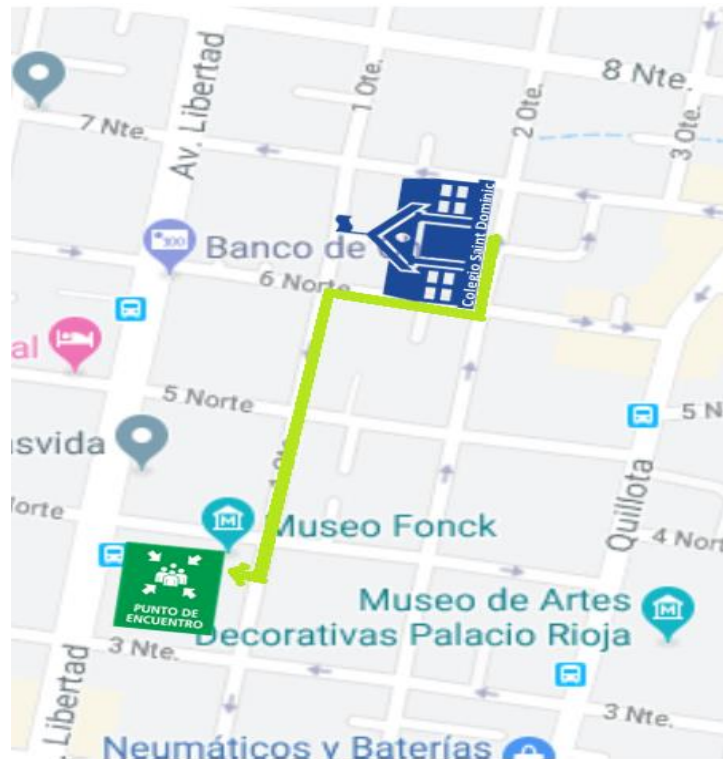 8 Nte.
1 Ote.
2 Ote.
3 Ote.
Av. Libertad
7 Nte.
Colegio Saint Dominic
Banco de
6 Norte
al
5 Norte
5 N
asvida
Quillota
orte
Museo Fonck
4 Nort
PUNTO DE
ENCUENTRO
Museo de Artes
Decorativas Palacio Rioja
3 Nte.
3 Nte.
. Libertad
Neumáticos y Baterías